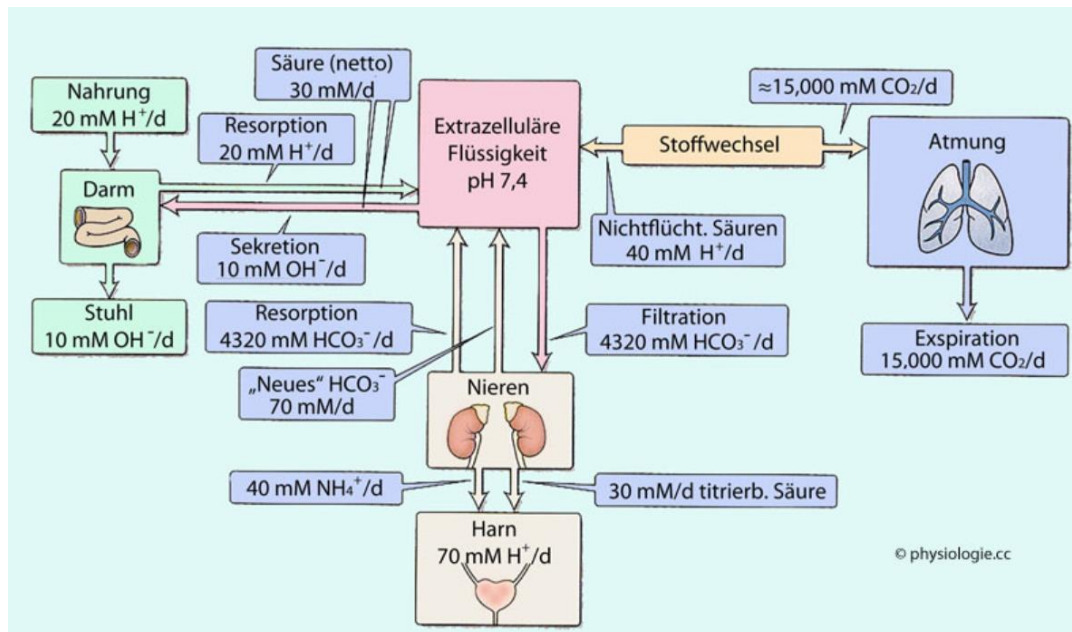 Säure (netto)
30 mM/d
Nahrung
20 mM H⁺/d
Resorption
20 mM H⁺/d
Extrazelluläre
Flüssigkeit
pH 7,4
≈15,000 mM CO₂/d
Stoffwechsel
Atmung
Darm
Sekretion
10 mM OH⁻/d
Nichtflücht. Säuren
40 mM H⁺/d
Stuhl
10 mM OH⁻/d
Resorption
4320 mM HCO₃⁻/d
Filtration
4320 mM HCO₃⁻/d
Exspiration
15,000 mM CO₂/d
„Neues“ HCO₃⁻
70 mM/d
Nieren
40 mM NH₄⁺/d
30 mM/d titrierb. Säure
Harn
70 mM H⁺/d
© physiologie.cc